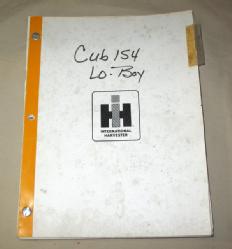 Cub 154
Lo-Boy
INTERNATIONAL
HARVESTER